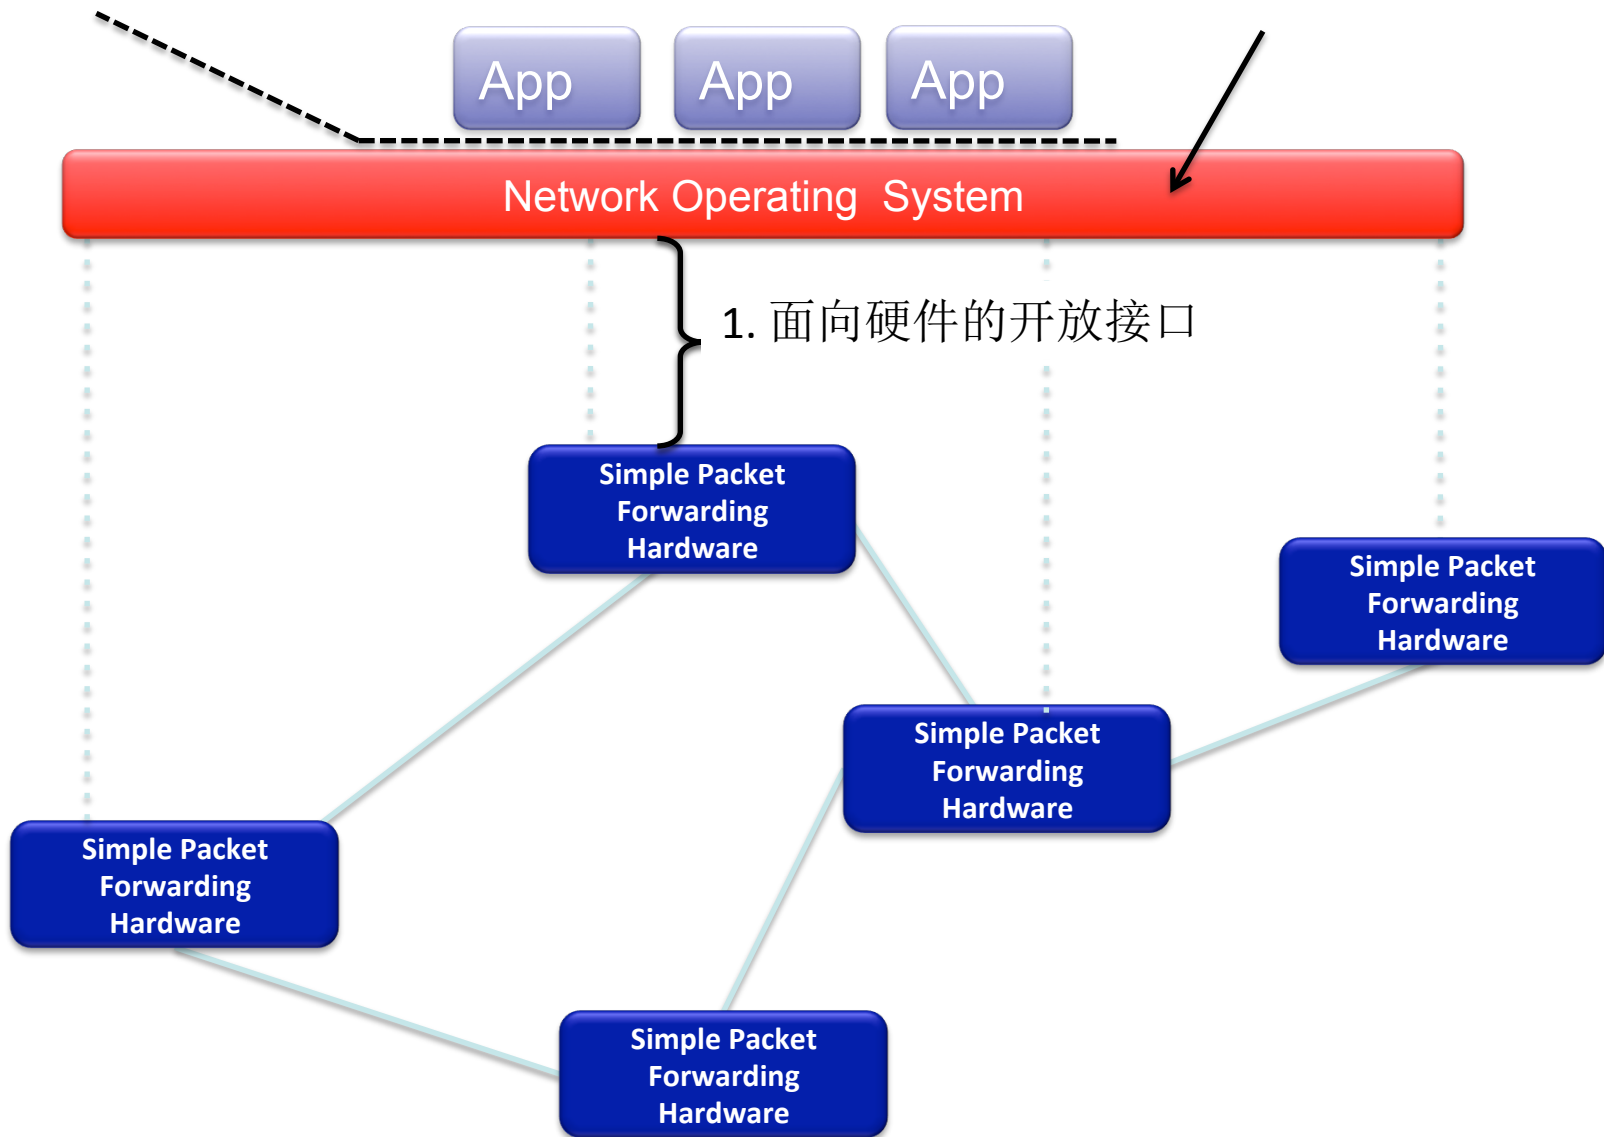 App
App
App
Network Operating System
1. 面向硬件的开放接口
Simple Packet
Forwarding
Hardware
Simple Packet
Forwarding
Hardware
Simple Packet
Forwarding
Hardware
Simple Packet
Forwarding
Hardware
Simple Packet
Forwarding
Hardware